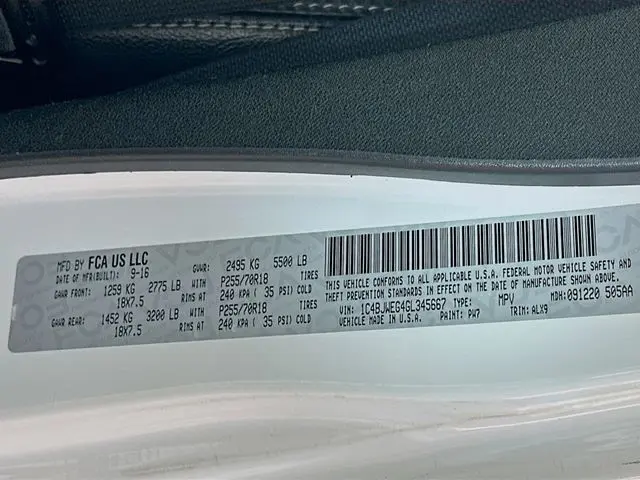 MFD BY FCA US LLC
DATE OF MFR(BUILT): 9-16 GVWR: 2495 KG 5500 LB
GAWR FRONT: 1259 KG 2775 LB WITH P255/70R18 TIRES
18X7.5 RIMS AT 240 KPA ( 35 PSI) COLD
GAWR REAR: 1452 KG 3200 LB WITH P255/70R18 TIRES
18X7.5 RIMS AT 240 KPA ( 35 PSI) COLD
THIS VEHICLE CONFORMS TO ALL APPLICABLE U.S.A. FEDERAL MOTOR VEHICLE SAFETY AND
THEFT PREVENTION STANDARDS IN EFFECT ON THE DATE OF MANUFACTURE SHOWN ABOVE.
VIN: 1C4BJWEG4GL345667 TYPE: MPV MDH:091220 505AA
VEHICLE MADE IN U.S.A. PAINT: PW7 TRIM: ALX9